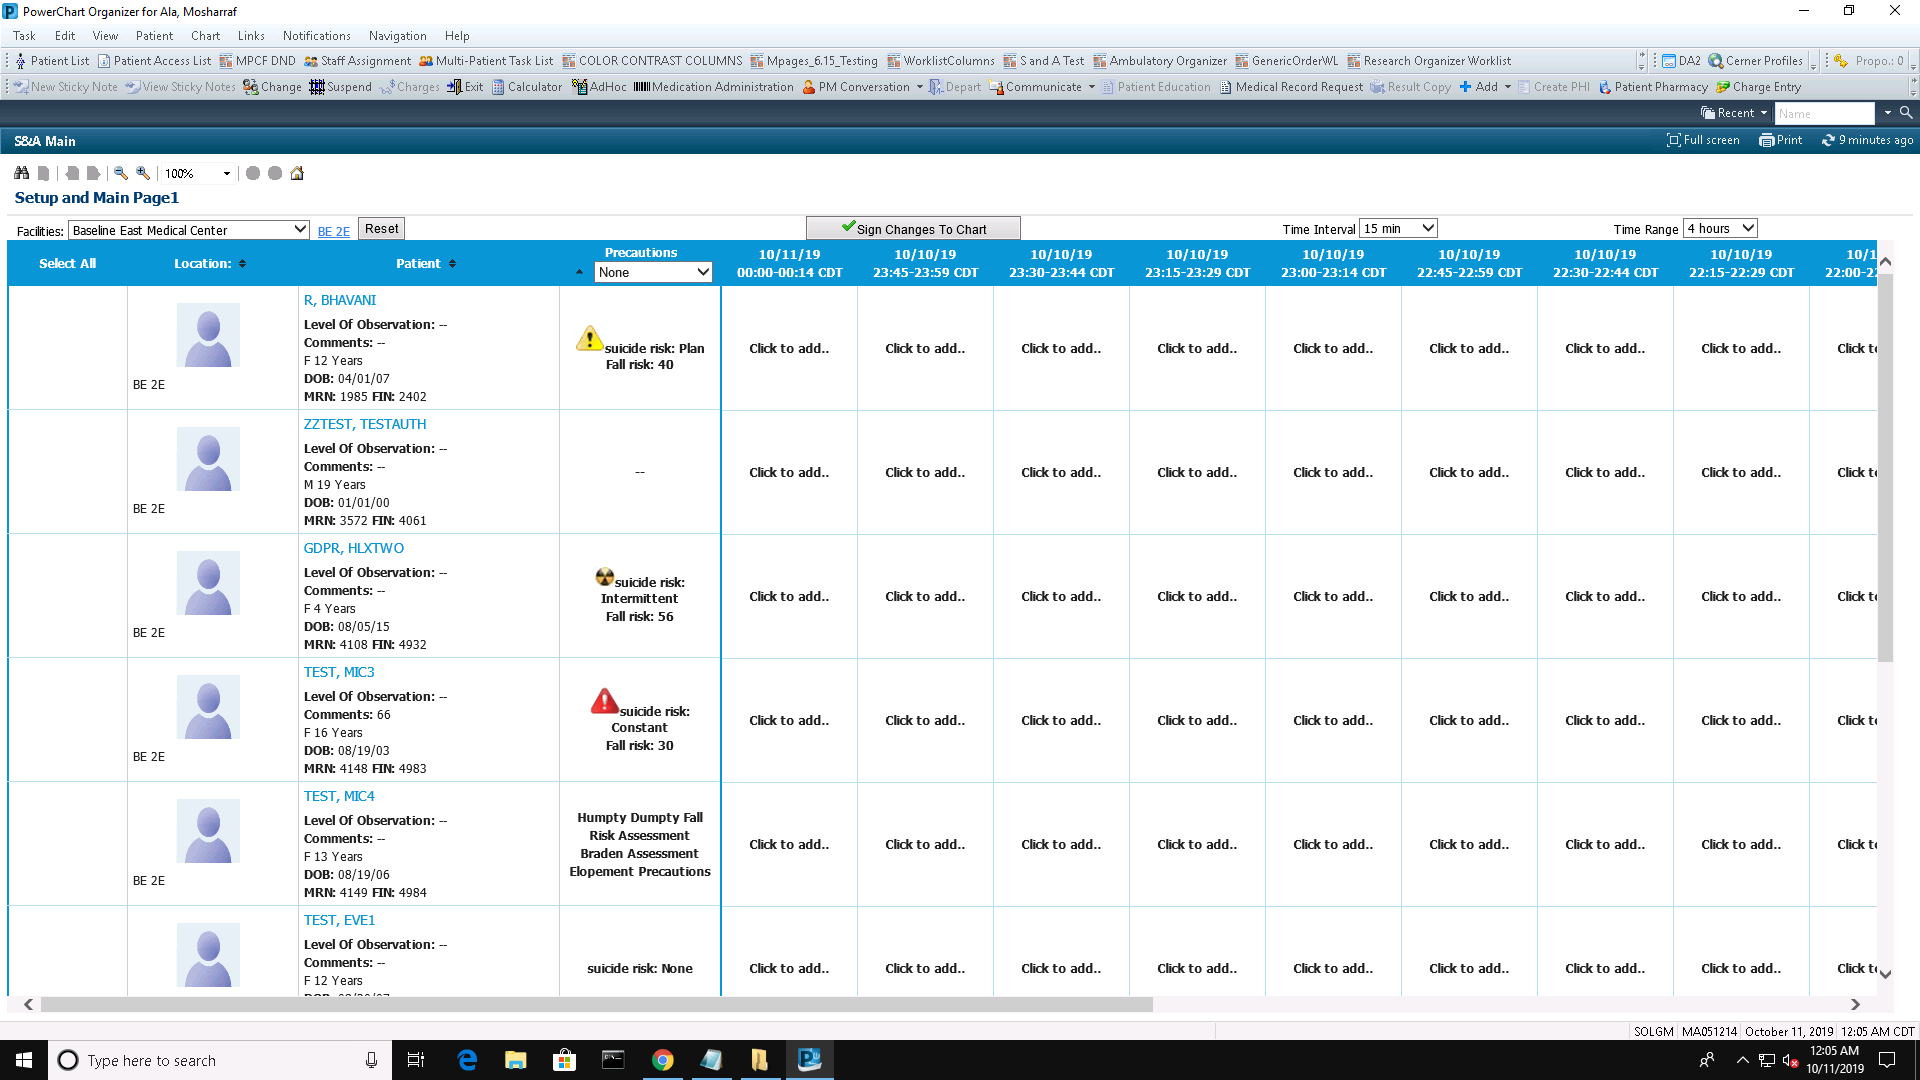 PowerChart Organizer for Ala, Mosharraf
Task Edit View Patient Chart Links Notifications Navigation Help
Patient List Patient Access List MPCF DND Staff Assignment Multi-Patient Task List COLOR CONTRAST COLUMNS Mpages_6.15_Testing WorklistColumns S and A Test Ambulatory Organizer GenericOrderWL Research Organizer Worklist DA2 Cerner Profiles Propo.: 0
New Sticky Note View Sticky Notes Change Suspend Charges Exit Calculator AdHoc Medication Administration PM Conversation Depart Communicate Patient Education Medical Record Request Result Copy Add Create PHI Patient Pharmacy Charge Entry
Recent Name
S&A Main Full screen Print 9 minutes ago
100%
Setup and Main Page1
Facilities: Baseline East Medical Center BE 2E Reset Sign Changes To Chart Time Interval 15 min Time Range 4 hours
Select All Location: Patient Precautions None
10/11/19 10/10/19 10/10/19 10/10/19 10/10/19 10/10/19 10/10/19 10/10/19 10/1
00:00-00:14 CDT 23:45-23:59 CDT 23:30-23:44 CDT 23:15-23:29 CDT 23:00-23:14 CDT 22:45-22:59 CDT 22:30-22:44 CDT 22:15-22:29 CDT 22:00-22
R, BHAVANI
Level Of Observation: --
Comments: --
F 12 Years
DOB: 04/01/07
MRN: 1985 FIN: 2402
BE 2E
suicide risk: Plan
Fall risk: 40
Click to add.. Click to add.. Click to add.. Click to add.. Click to add.. Click to add.. Click to add.. Click to add.. Click t
ZZTEST, TESTAUTH
Level Of Observation: --
Comments: --
M 19 Years
DOB: 01/01/00
MRN: 3572 FIN: 4061
BE 2E
--
Click to add.. Click to add.. Click to add.. Click to add.. Click to add.. Click to add.. Click to add.. Click to add.. Click t
GDPR, HLXTWO
Level Of Observation: --
Comments: --
F 4 Years
DOB: 08/05/15
MRN: 4108 FIN: 4932
BE 2E
suicide risk:
Intermittent
Fall risk: 56
Click to add.. Click to add.. Click to add.. Click to add.. Click to add.. Click to add.. Click to add.. Click to add.. Click t
TEST, MIC3
Level Of Observation: --
Comments: 66
F 16 Years
DOB: 08/19/03
MRN: 4148 FIN: 4983
BE 2E
suicide risk:
Constant
Fall risk: 30
Click to add.. Click to add.. Click to add.. Click to add.. Click to add.. Click to add.. Click to add.. Click to add.. Click t
TEST, MIC4
Level Of Observation: --
Comments: --
F 13 Years
DOB: 08/19/06
MRN: 4149 FIN: 4984
BE 2E
Humpty Dumpty Fall
Risk Assessment
Braden Assessment
Elopement Precautions
Click to add.. Click to add.. Click to add.. Click to add.. Click to add.. Click to add.. Click to add.. Click to add.. Click t
TEST, EVE1
Level Of Observation: --
Comments: --
F 12 Years
suicide risk: None
Click to add.. Click to add.. Click to add.. Click to add.. Click to add.. Click to add.. Click to add.. Click to add.. Click t
SOLGM MA051214 October 11, 2019 12:05 AM CDT
Type here to search
12:05 AM
10/11/2019